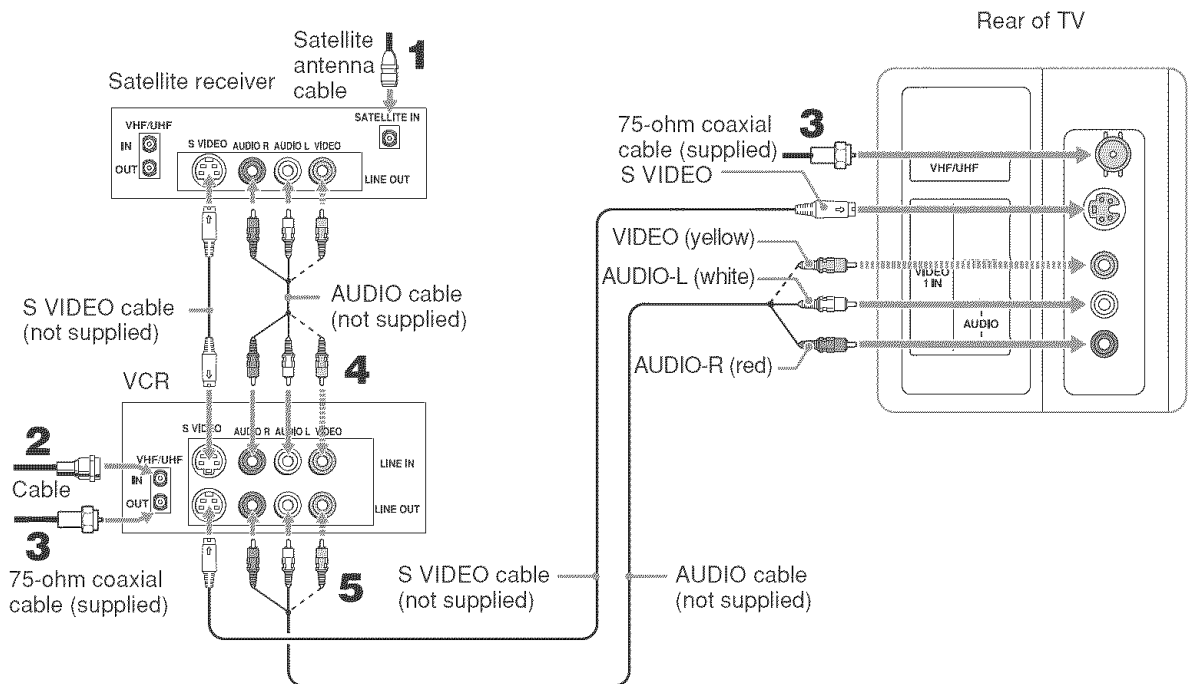 Rear of TV
Satellite
antenna
cable
1
Satellite receiver
VHF/UHF
IN
OUT
S VIDEO AUDIO R AUDIO L VIDEO
LINE OUT
SATELLITE IN
75-ohm coaxial
cable (supplied)
3
S VIDEO
VIDEO (yellow)
AUDIO-L (white)
AUDIO-R (red)
VHF/UHF
VIDEO
1 IN
AUDIO
S VIDEO cable
(not supplied)
AUDIO cable
(not supplied)
4
VCR
S VIDEO AUDIO R AUDIO L VIDEO
LINE IN
LINE OUT
2
Cable
VHF/UHF
IN
OUT
3
75-ohm coaxial
cable (supplied)
5
S VIDEO cable
(not supplied)
AUDIO cable
(not supplied)